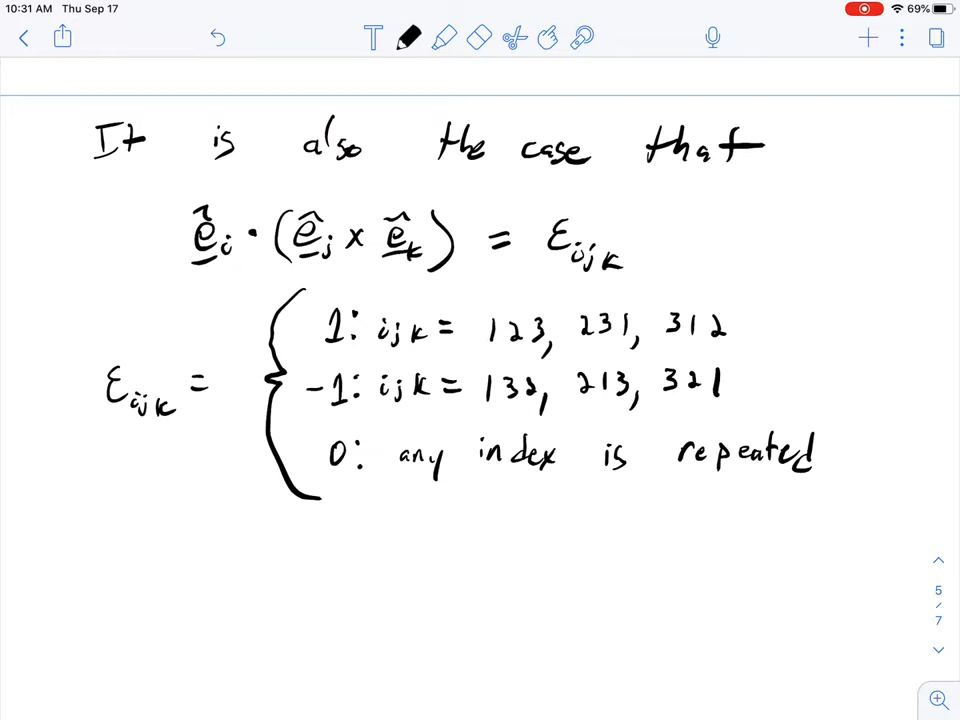 10:31 AM Thu Sep 17 69%
It is also the case that
ê_i · (ê_j × ê_k) = ε_ijk
1: ijk = 123, 231, 312
ε_ijk = { -1: ijk = 132, 213, 321
0: any index is repeated
5
/
7